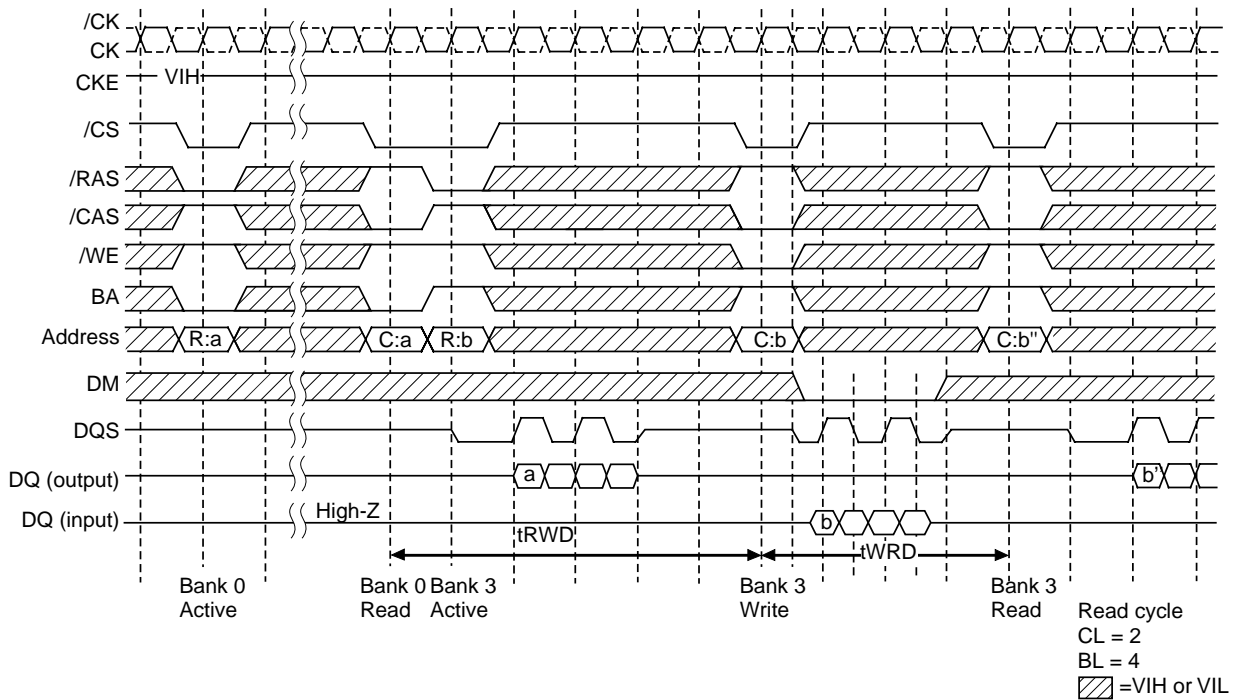 /CK
CK
VIH
CKE
/CS
/RAS
/CAS
/WE
BA
Address R:a C:a R:b C:b C:b"
DM
DQS
DQ (output) a b'
DQ (input) High-Z b
tRWD tWRD
Bank 0 Active
Bank 0 Read
Bank 3 Active
Bank 3 Write
Bank 3 Read
Read cycle
CL = 2
BL = 4
=VIH or VIL